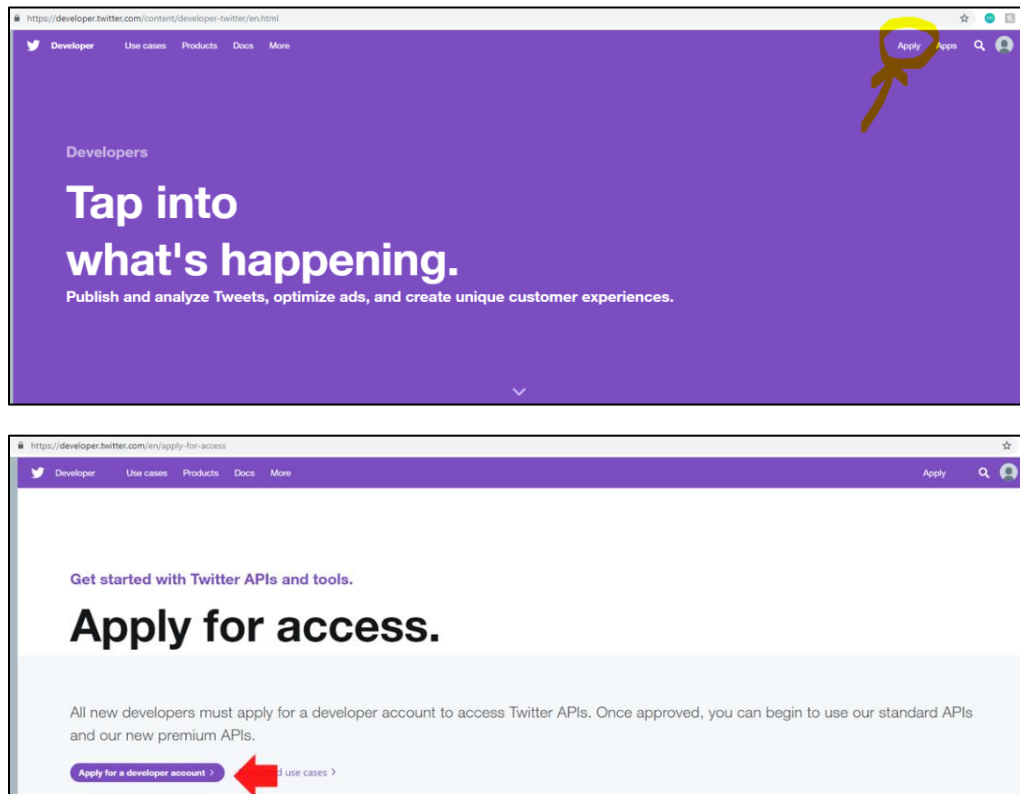 https://developer.twitter.com/content/developer-twitter/en.html
Developer Use cases Products Docs More Apply Apps
Developers
Tap into
what's happening.
Publish and analyze Tweets, optimize ads, and create unique customer experiences.
https://developer.twitter.com/en/apply-for-access
Developer Use cases Products Docs More Apply
Get started with Twitter APIs and tools.
Apply for access.
All new developers must apply for a developer account to access Twitter APIs. Once approved, you can begin to use our standard APIs
and our new premium APIs.
Apply for a developer account > use cases >